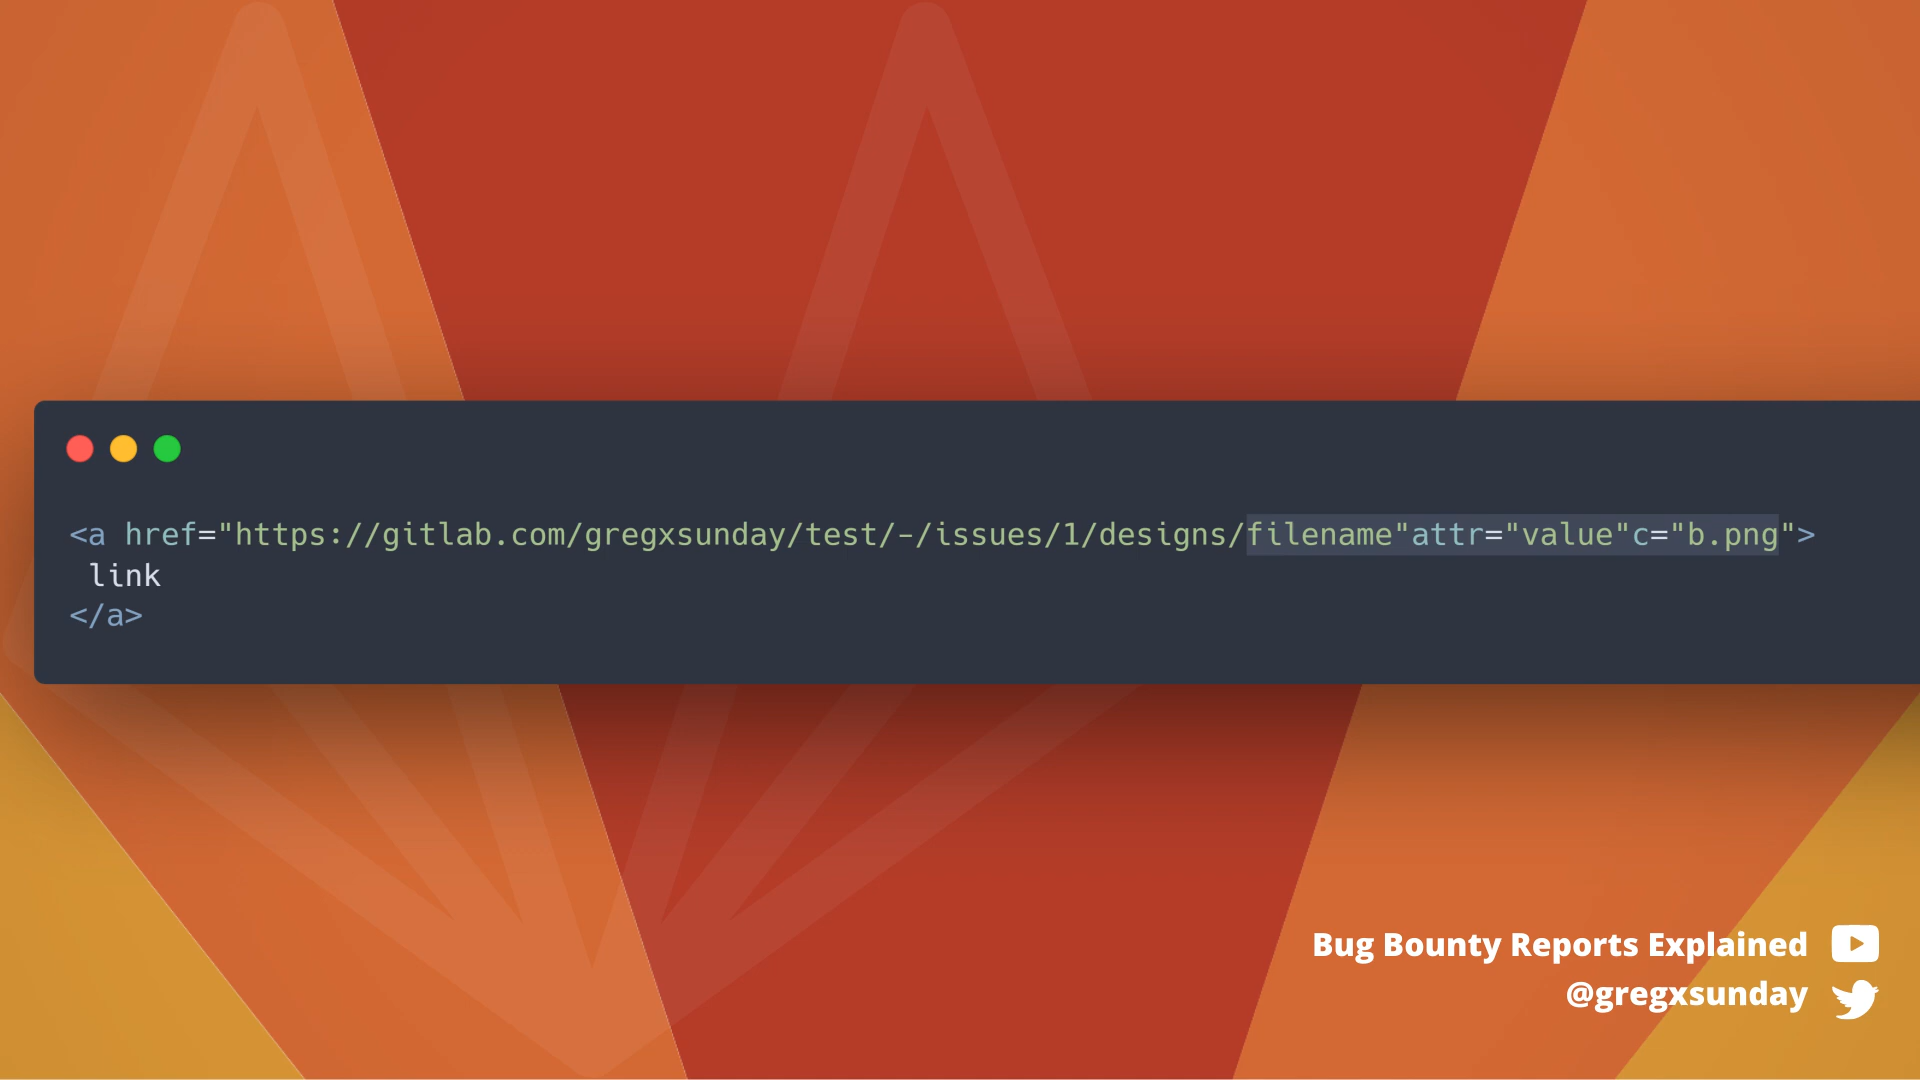 <a href="https://gitlab.com/gregxsunday/test/-/issues/1/designs/filename"attr="value"c="b.png">
link
</a>
Bug Bounty Reports Explained
@gregxsunday